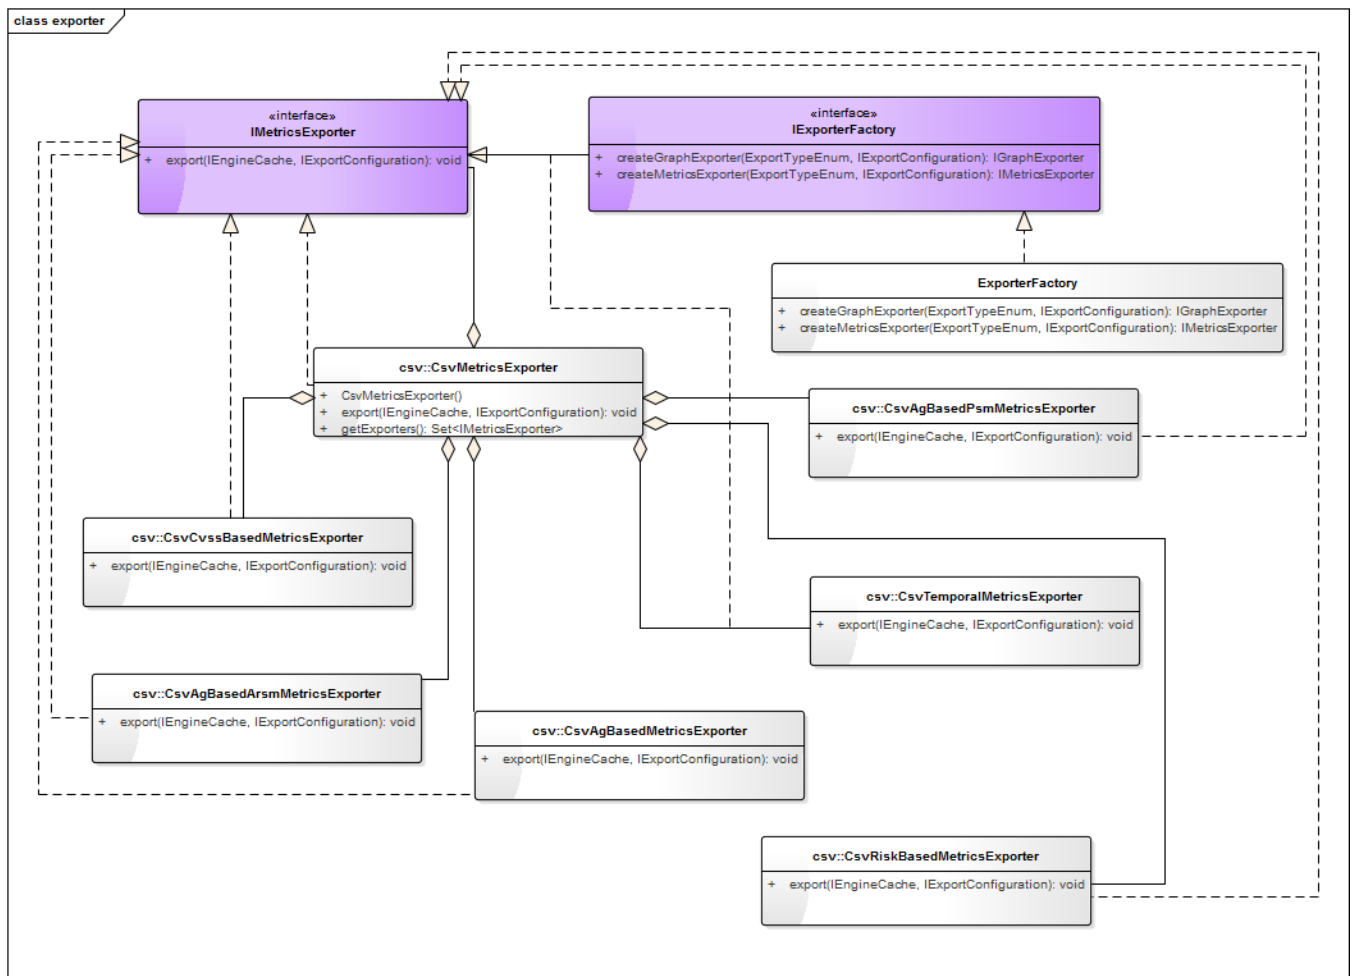 class exporter
«interface»
IMetricsExporter
+ export(IEngineCache, IExportConfiguration): void
«interface»
IExporterFactory
+ createGraphExporter(ExportTypeEnum, IExportConfiguration): IGraphExporter
+ createMetricsExporter(ExportTypeEnum, IExportConfiguration): IMetricsExporter
ExporterFactory
+ createGraphExporter(ExportTypeEnum, IExportConfiguration): IGraphExporter
+ createMetricsExporter(ExportTypeEnum, IExportConfiguration): IMetricsExporter
csv::CsvMetricsExporter
+ CsvMetricsExporter()
+ export(IEngineCache, IExportConfiguration): void
+ getExporters(): Set<IMetricsExporter>
csv::CsvAgBasedPsmMetricsExporter
+ export(IEngineCache, IExportConfiguration): void
csv::CsvCvssBasedMetricsExporter
+ export(IEngineCache, IExportConfiguration): void
csv::CsvTemporalMetricsExporter
+ export(IEngineCache, IExportConfiguration): void
csv::CsvAgBasedArsmMetricsExporter
+ export(IEngineCache, IExportConfiguration): void
csv::CsvAgBasedMetricsExporter
+ export(IEngineCache, IExportConfiguration): void
csv::CsvRiskBasedMetricsExporter
+ export(IEngineCache, IExportConfiguration): void